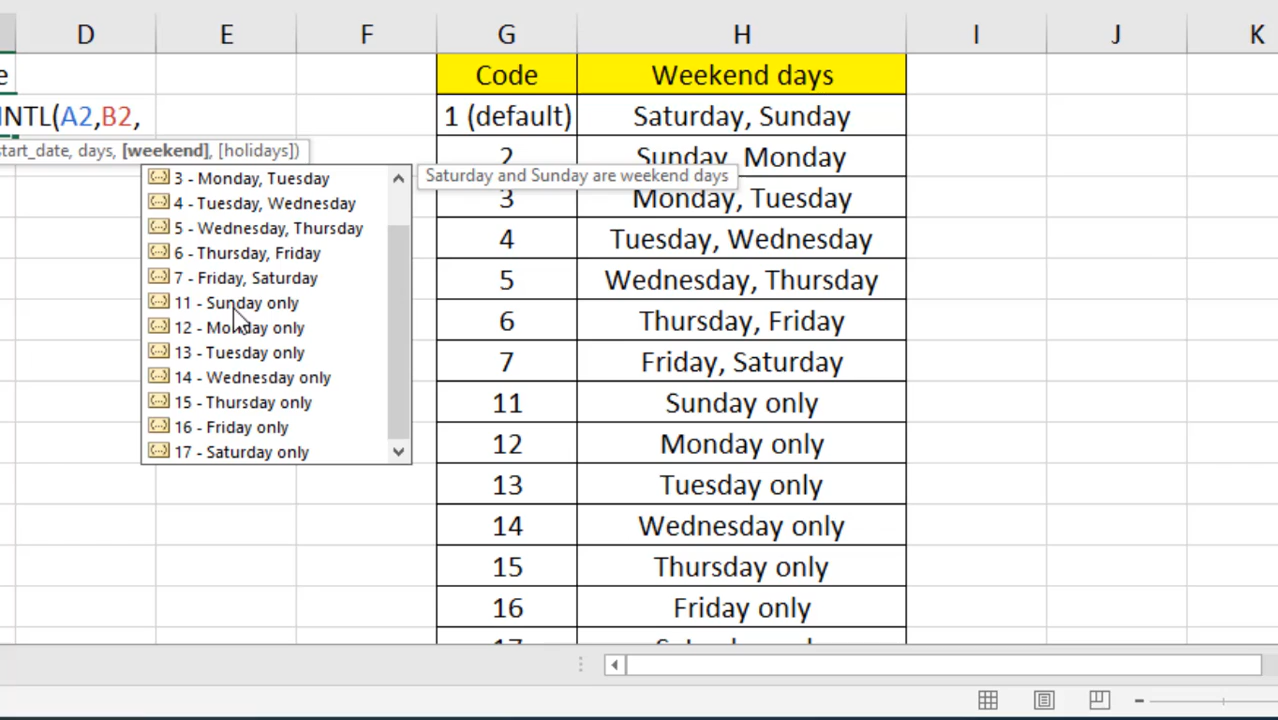 D E F G H I J K
e Code Weekend days
INTL(A2,B2, 1 (default) Saturday, Sunday
start_date, days, [weekend], [holidays])
2 Sunday, Monday
Saturday and Sunday are weekend days
3 - Monday, Tuesday
4 - Tuesday, Wednesday
5 - Wednesday, Thursday
6 - Thursday, Friday
7 - Friday, Saturday
11 - Sunday only
12 - Monday only
13 - Tuesday only
14 - Wednesday only
15 - Thursday only
16 - Friday only
17 - Saturday only
3 Monday, Tuesday
4 Tuesday, Wednesday
5 Wednesday, Thursday
6 Thursday, Friday
7 Friday, Saturday
11 Sunday only
12 Monday only
13 Tuesday only
14 Wednesday only
15 Thursday only
16 Friday only